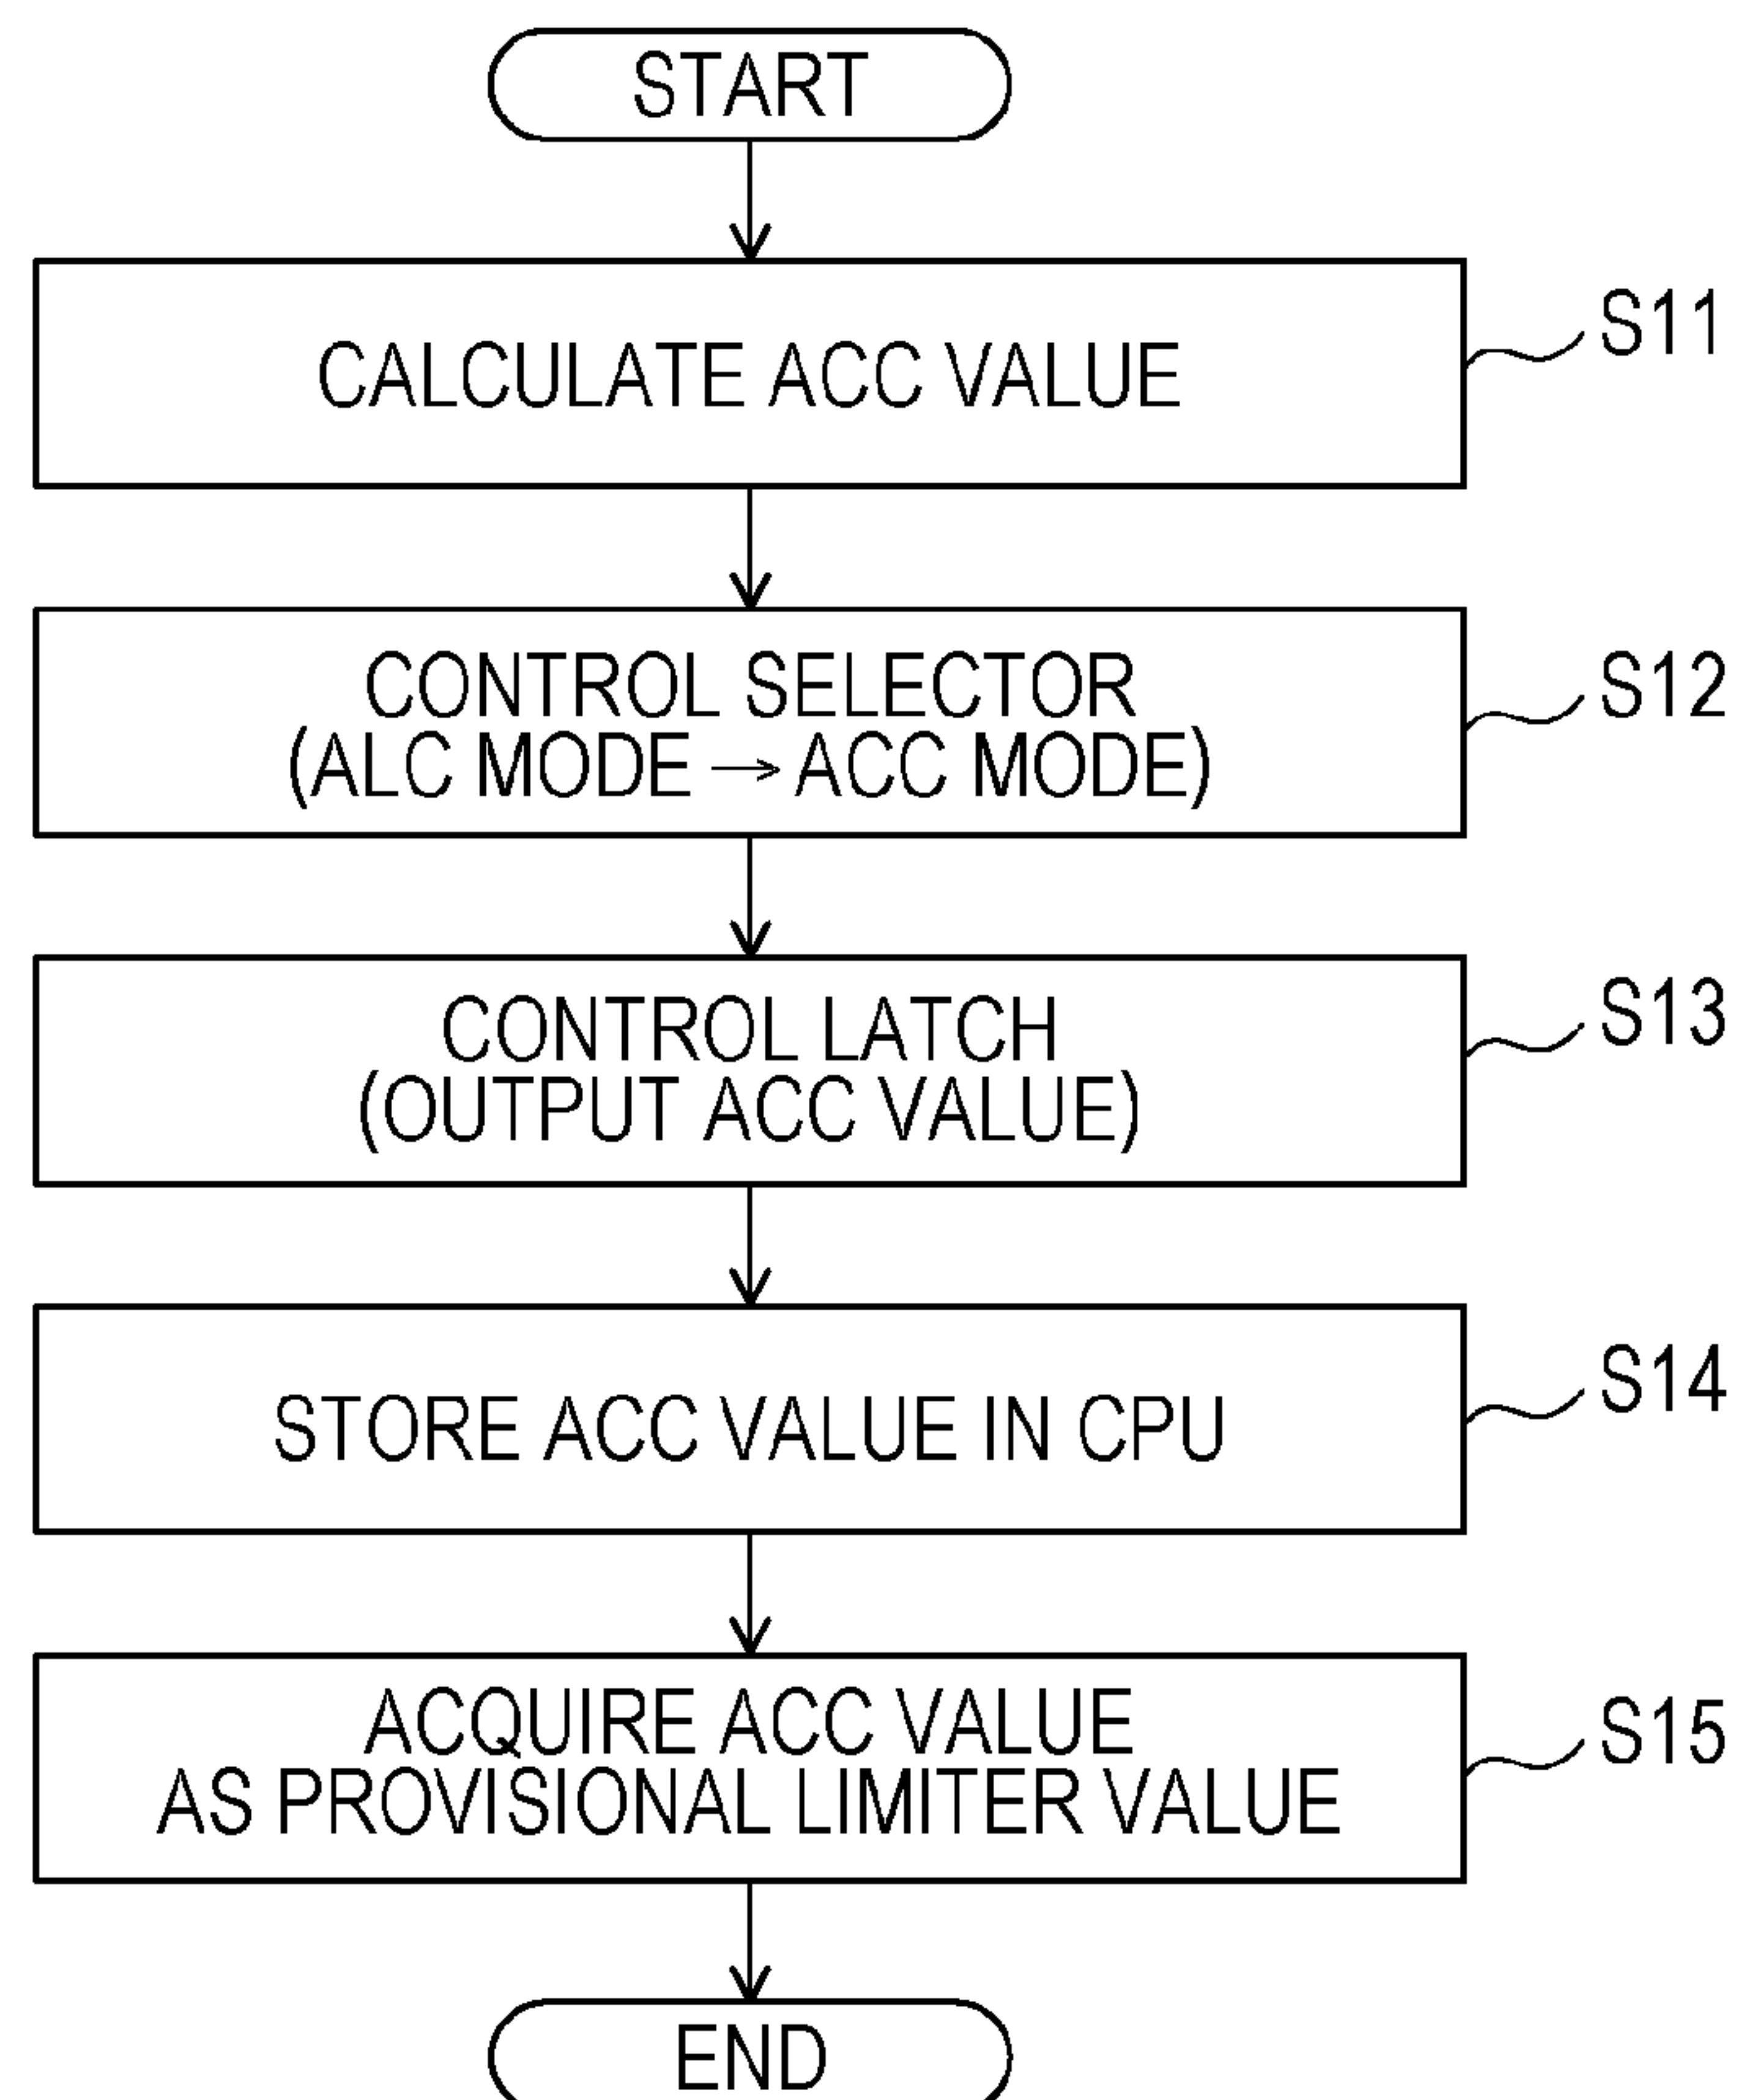 START
CALCULATE ACC VALUE
S11
CONTROL SELECTOR
(ALC MODE → ACC MODE)
S12
CONTROL LATCH
(OUTPUT ACC VALUE)
S13
STORE ACC VALUE IN CPU
S14
ACQUIRE ACC VALUE
AS PROVISIONAL LIMITER VALUE
S15
END